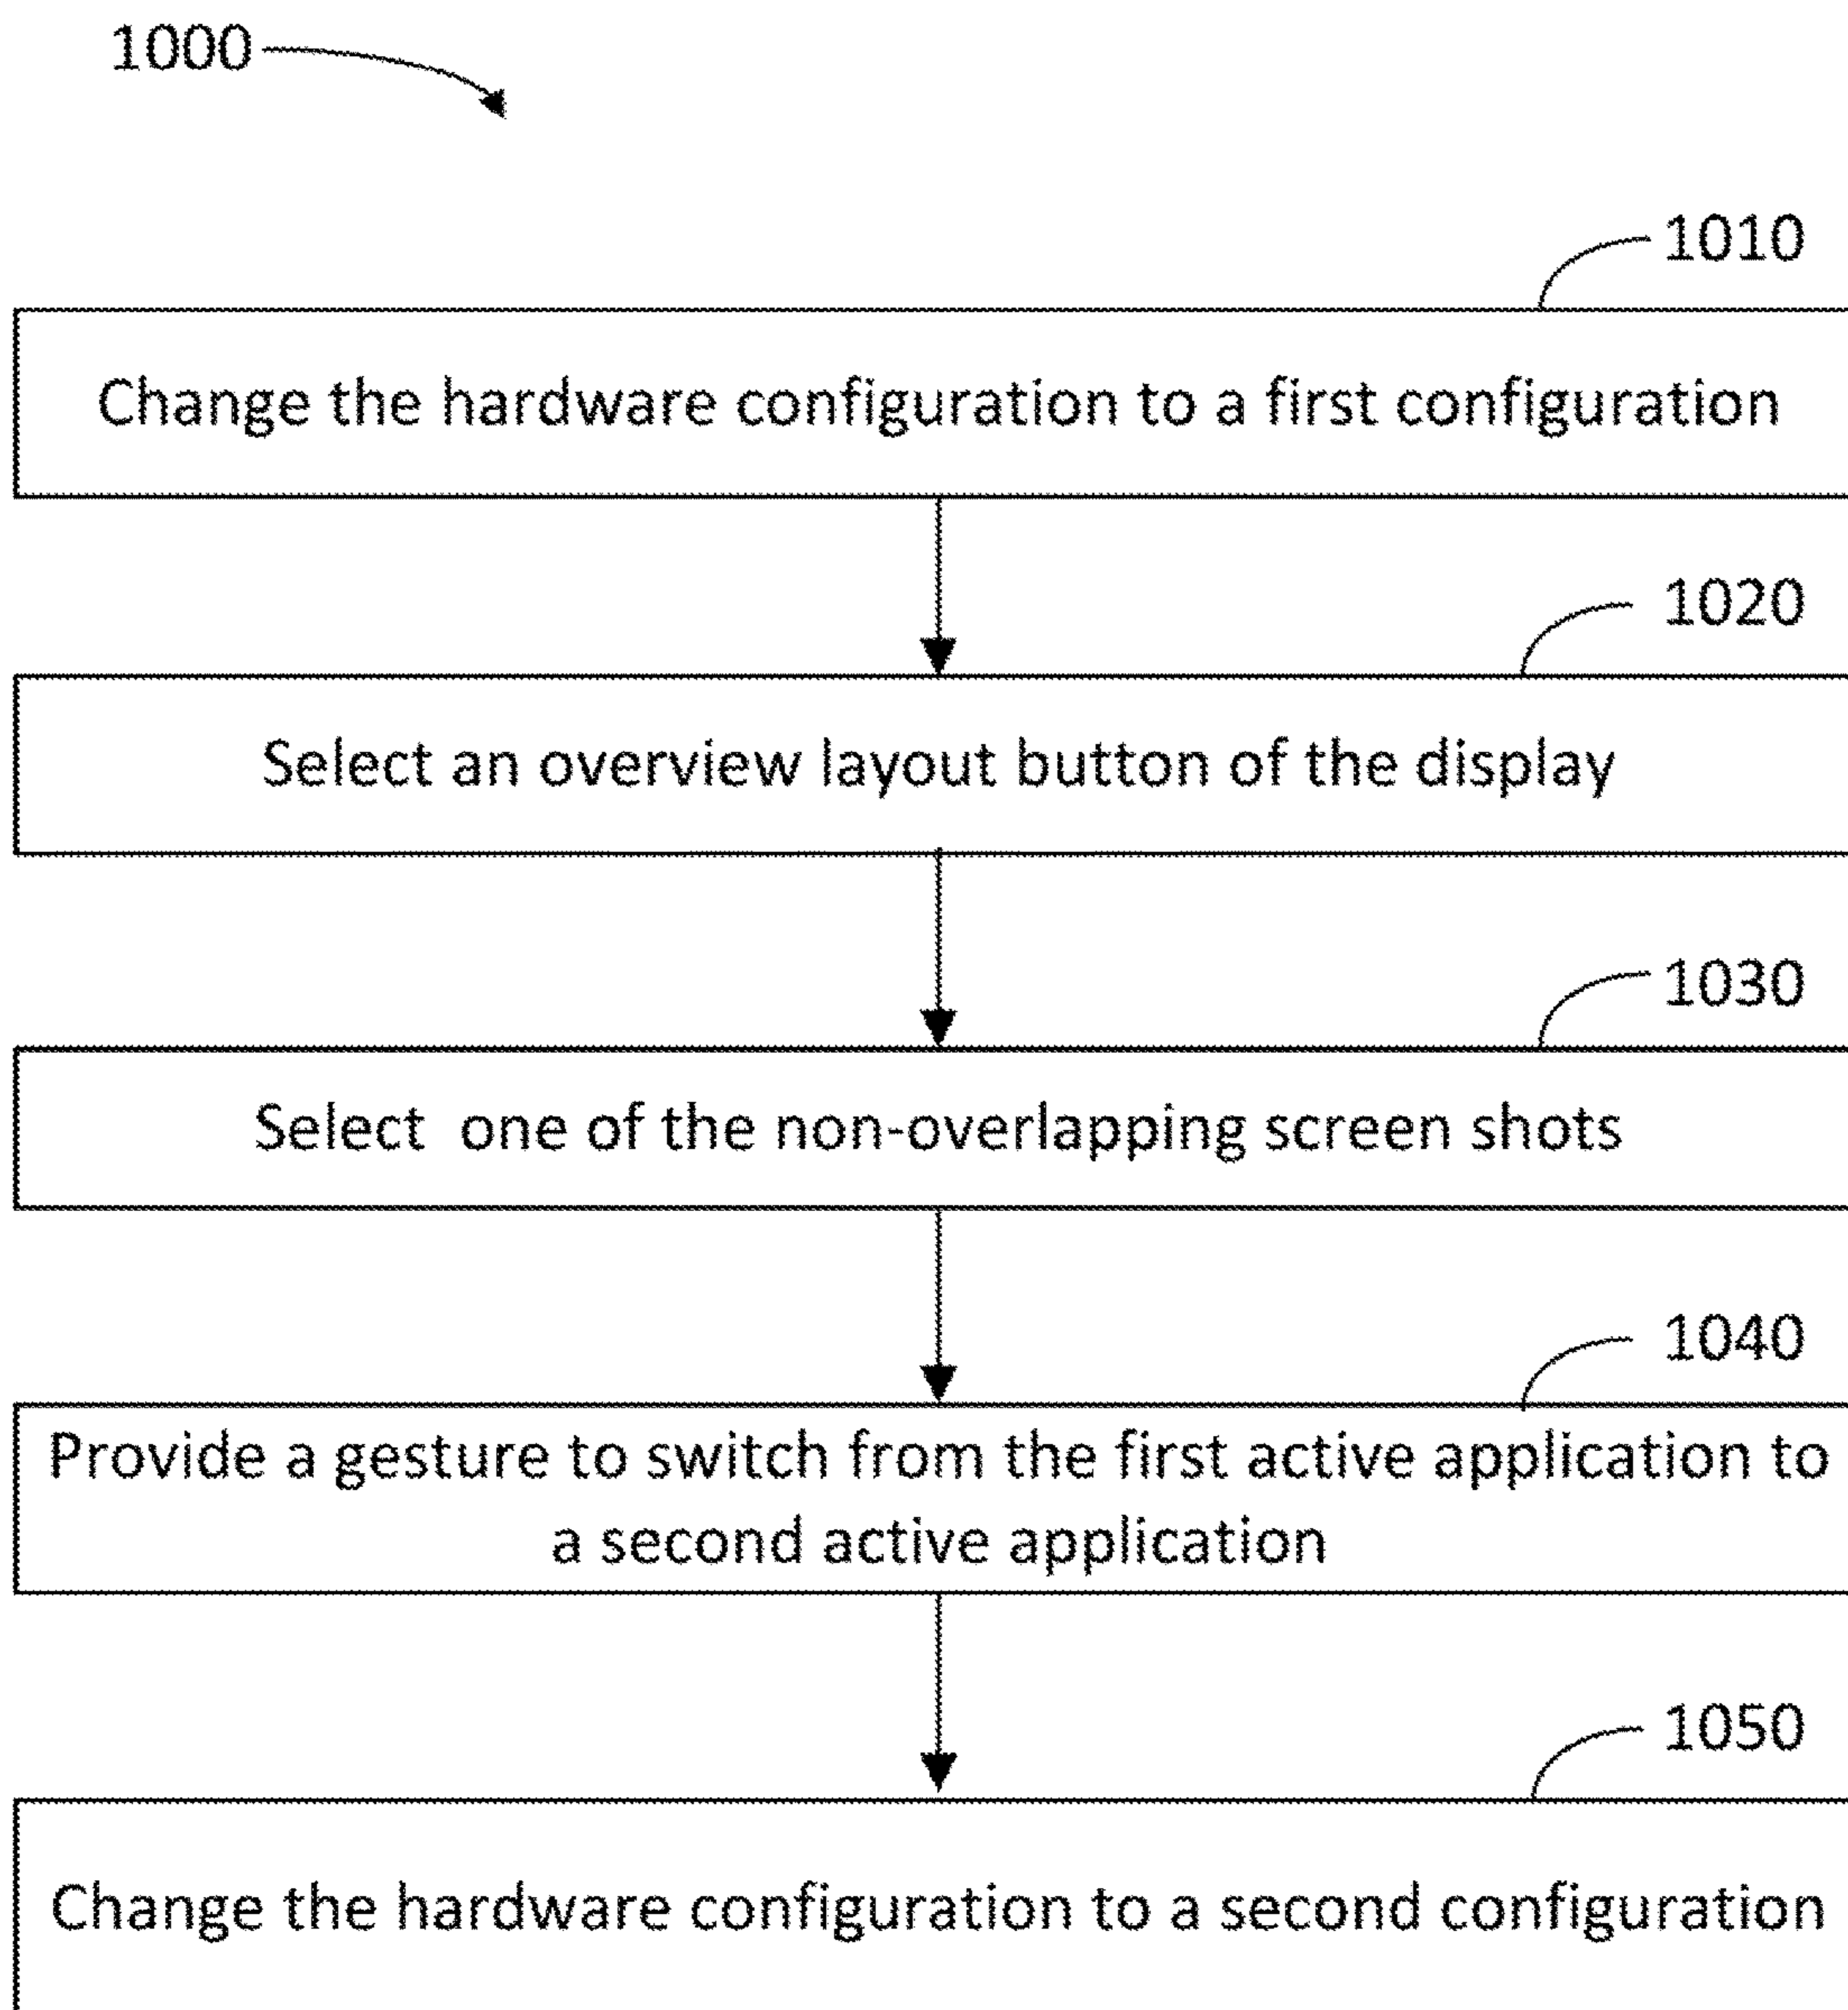 1000
1010
Change the hardware configuration to a first configuration
1020
Select an overview layout button of the display
1030
Select one of the non-overlapping screen shots
1040
Provide a gesture to switch from the first active application to
a second active application
1050
Change the hardware configuration to a second configuration